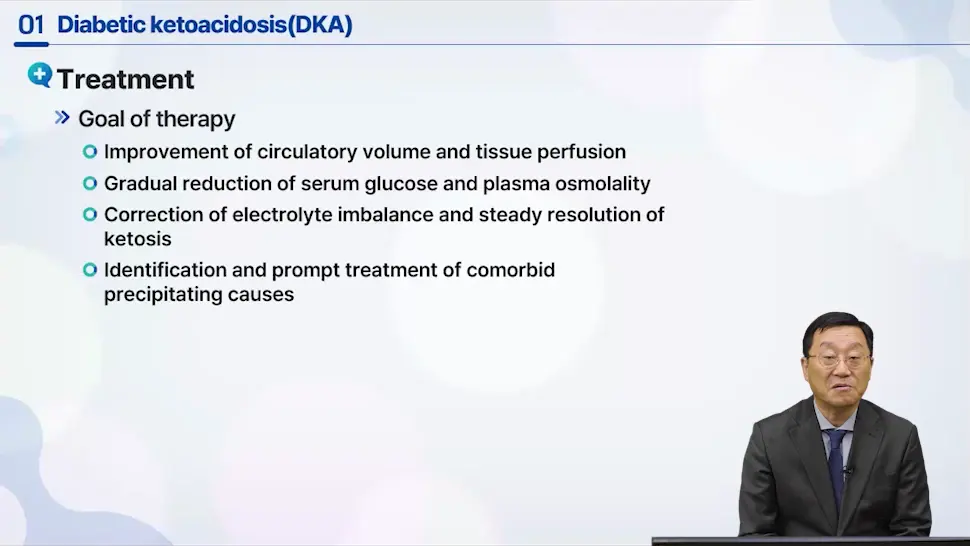 01 Diabetic ketoacidosis(DKA)
Treatment
Goal of therapy
Improvement of circulatory volume and tissue perfusion
Gradual reduction of serum glucose and plasma osmolality
Correction of electrolyte imbalance and steady resolution of
ketosis
Identification and prompt treatment of comorbid
precipitating causes